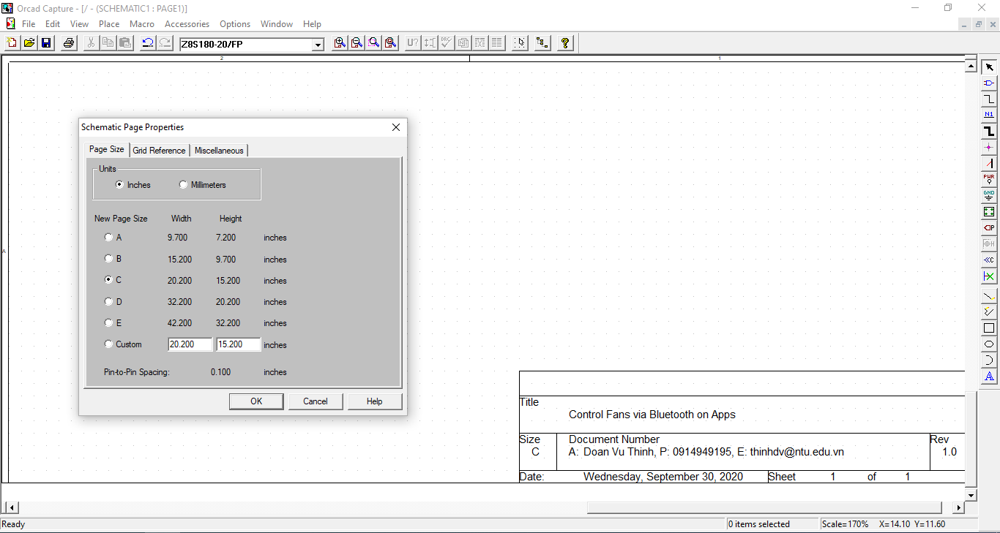 Orcad Capture - [/ - (SCHEMATIC1 : PAGE1)]
File Edit View Place Macro Accessories Options Window Help
Z8S180-20/FP
U?
DRC
2 1
A
N1
PWR
GND
Schematic Page Properties
Page Size Grid Reference Miscellaneous
Units
Inches Millimeters
New Page Size Width Height
A 9.700 7.200 inches
B 15.200 9.700 inches
C 20.200 15.200 inches
D 32.200 20.200 inches
E 42.200 32.200 inches
Custom 20.200 15.200 inches
Pin-to-Pin Spacing: 0.100 inches
OK Cancel Help
Title
Control Fans via Bluetooth on Apps
Size Document Number Rev
C A: Doan Vu Thinh, P: 0914949195, E: thinhdv@ntu.edu.vn 1.0
Date: Wednesday, September 30, 2020 Sheet 1 of 1
Ready 0 items selected Scale=170% X=14.10 Y=11.60